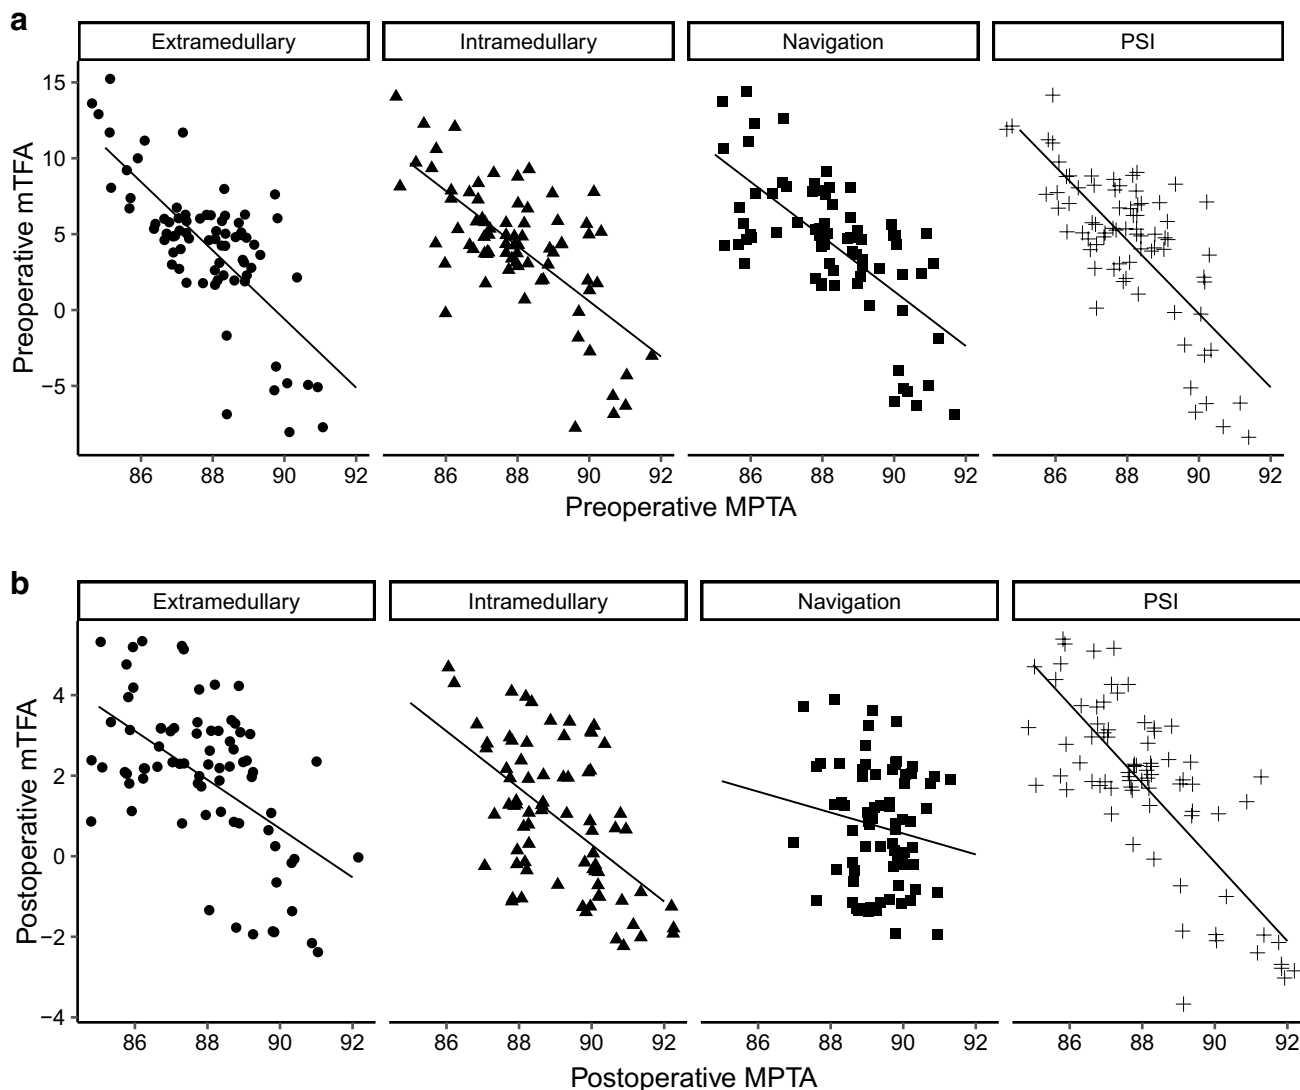 a
Extramedullary Intramedullary Navigation PSI
15
10
5
0
−5
Preoperative mTFA
86 88 90 92 86 88 90 92 86 88 90 92 86 88 90 92
Preoperative MPTA
b
Extramedullary Intramedullary Navigation PSI
4
2
0
−2
−4
Postoperative mTFA
86 88 90 92 86 88 90 92 86 88 90 92 86 88 90 92
Postoperative MPTA